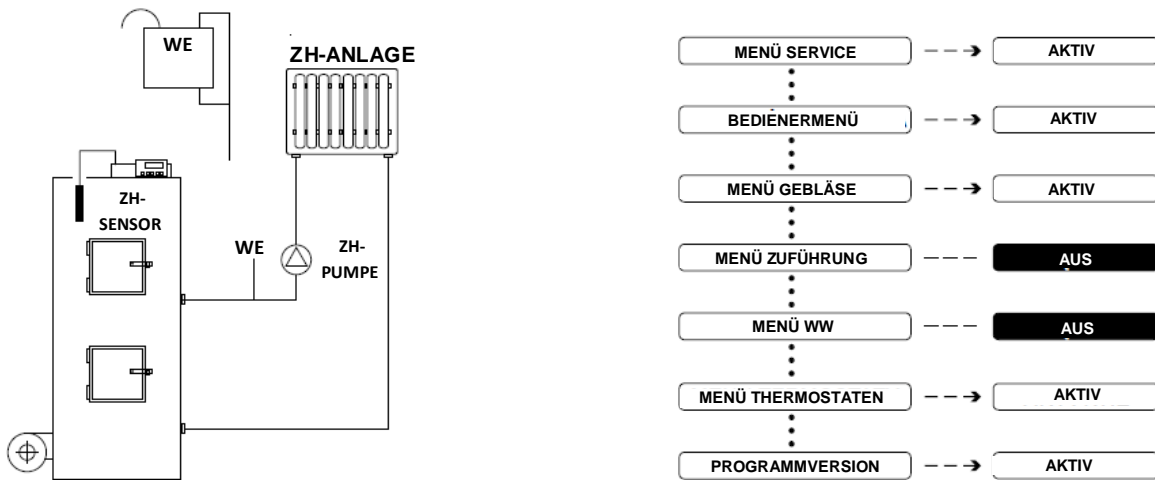 WE
ZH-ANLAGE
ZH-
SENSOR
WE
ZH-
PUMPE
MENÜ SERVICE
AKTIV
BEDIENERMENÜ
AKTIV
MENÜ GEBLÄSE
AKTIV
MENÜ ZUFÜHRUNG
AUS
MENÜ WW
AUS
MENÜ THERMOSTATEN
AKTIV
PROGRAMMVERSION
AKTIV